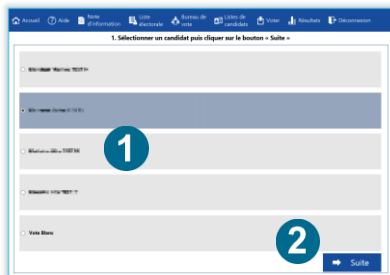 Accueil Aide Note d'information Liste électorale Bureau de vote Listes de candidats Voter Résultats Déconnexion
1. Sélectionner un candidat puis cliquer sur le bouton « Suite »
1
Vote Blanc
2
Suite